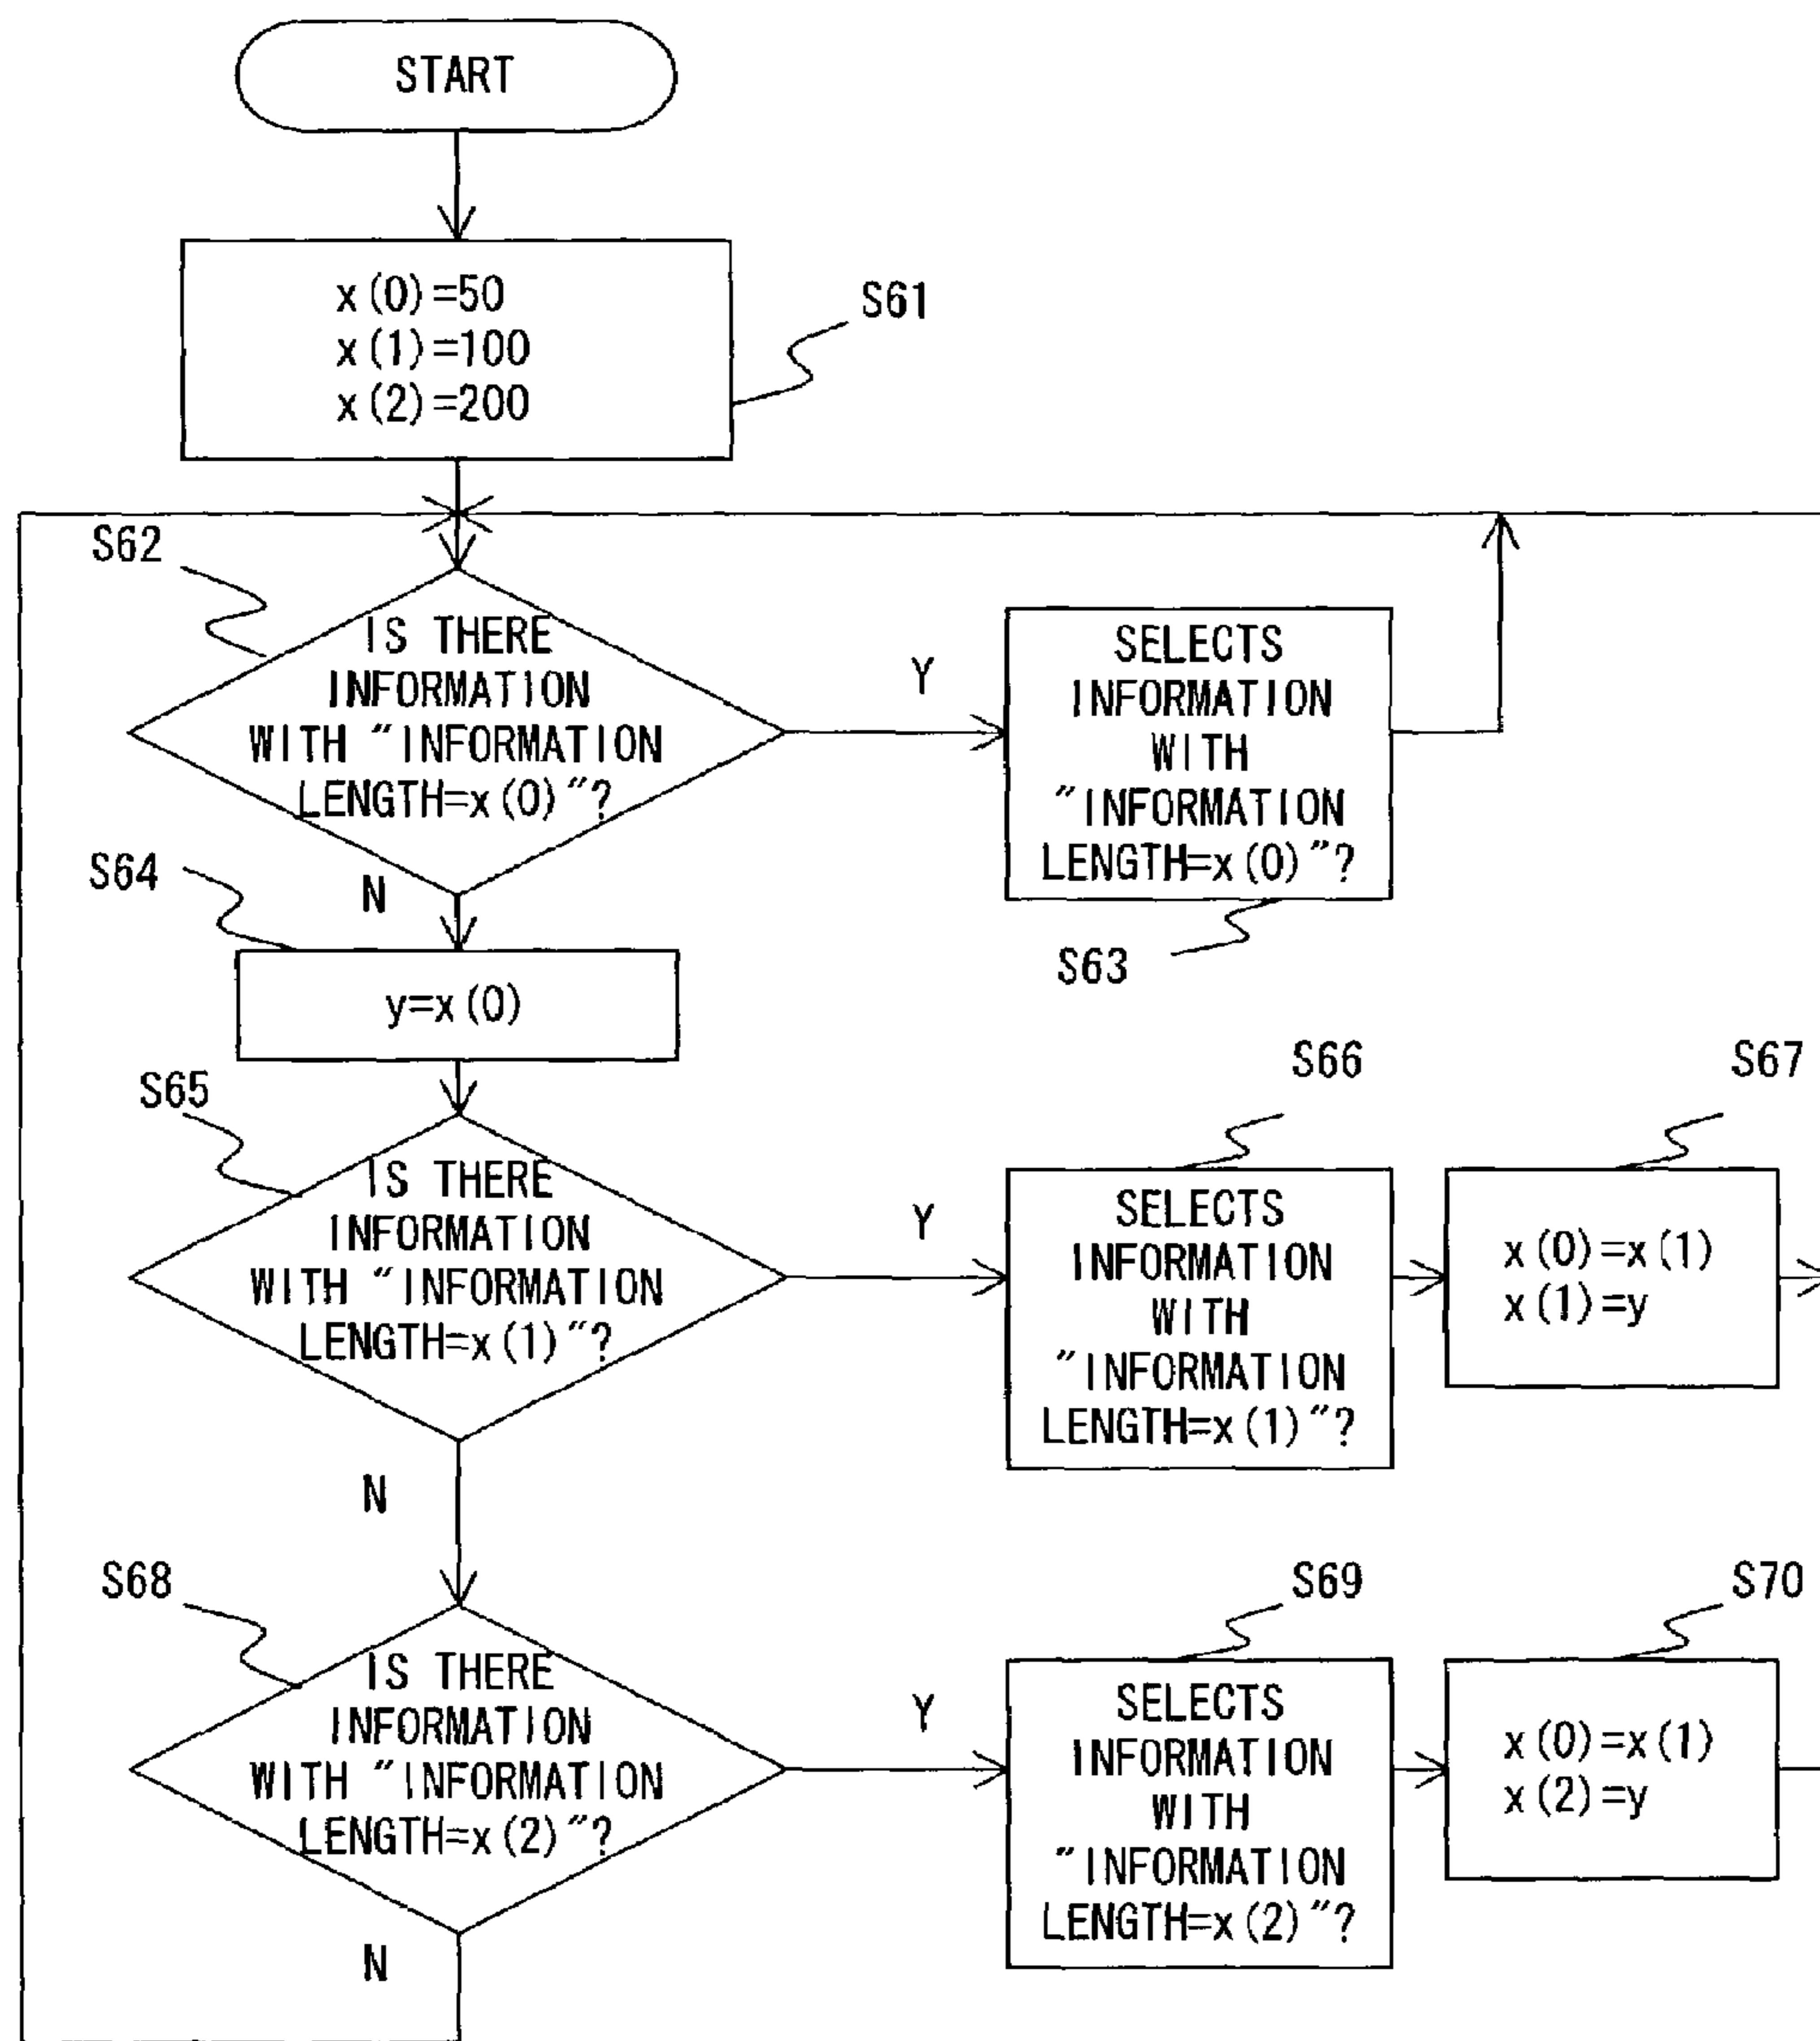 START
x(0)=50
x(1)=100
x(2)=200
S61
S62
IS THERE
INFORMATION
WITH "INFORMATION
LENGTH=x(0)"?
Y
SELECTS
INFORMATION
WITH
"INFORMATION
LENGTH=x(0)"?
S63
N
S64
y=x(0)
S65
IS THERE
INFORMATION
WITH "INFORMATION
LENGTH=x(1)"?
Y
S66
SELECTS
INFORMATION
WITH
"INFORMATION
LENGTH=x(1)"?
S67
x(0)=x(1)
x(1)=y
N
S68
IS THERE
INFORMATION
WITH "INFORMATION
LENGTH=x(2)"?
Y
S69
SELECTS
INFORMATION
WITH
"INFORMATION
LENGTH=x(2)"?
S70
x(0)=x(1)
x(2)=y
N